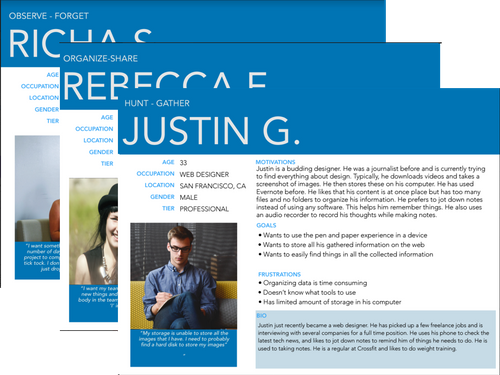 OBSERVE - FORGET
RICHA S
AGE
OCCUPATION
LOCATION
GENDER
TIER
"I want somet
number of di
project to comp
tick tock. I don
just dro
ORGANIZE-SHARE
REBECCA F
AGE
OCCUPATION
LOCATION
GENDER
TIER
"I want my tea
new things and
body in the team
HUNT - GATHER
JUSTIN G.
AGE 33
OCCUPATION WEB DESIGNER
LOCATION SAN FRANCISCO, CA
GENDER MALE
TIER PROFESSIONAL
"My storage is unable to store all the
images that I have. I need to probably
find a hard disk to store my images"
MOTIVATIONS
Justin is a budding designer. He was a journalist before and is currently trying
to find everything about design. Typically, he downloads videos and takes a
screenshot of images. He then stores these on his computer. He has used
Evernote before. He likes that his content is at once place but has too many
files and no folders to organize his information. He prefers to jot down notes
instead of using any software. This helps him remember things. He also uses
an audio recorder to record his thoughts while making notes.
GOALS
• Wants to use the pen and paper experience in a device
• Wants to store all his gathered information on the web
• Wants to easily find things in all the collected information
FRUSTRATIONS
• Organizing data is time consuming
• Doesn't know what tools to use
• Has limited amount of storage in his computer
BIO
Justin just recently became a web designer. He has picked up a few freelance jobs and is
interviewing with several companies for a full time position. He uses his phone to check the
latest tech news, and likes to jot down notes to remind him of things he needs to do. He is
used to taking notes. He is a regular at Crossfit and likes to do weight training.